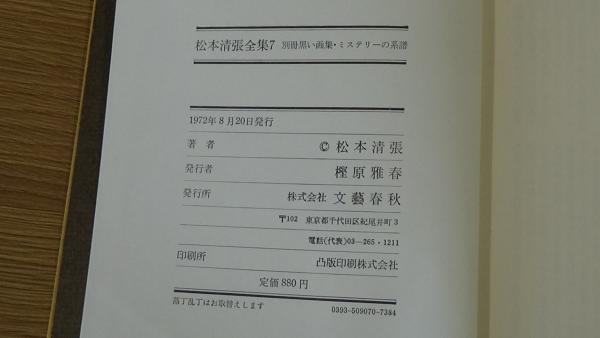 松本清張全集7 別冊黒い画集・ミステリーの系譜
1972年8月20日発行
著者 © 松本清張
発行者 樫原雅春
発行所 株式会社 文藝春秋
〒102 東京都千代田区紀尾井町3
電話(代表)03—265・1211
印刷所 凸版印刷株式会社
定価880円
落丁乱丁はお取替えします 0393-509070-7384